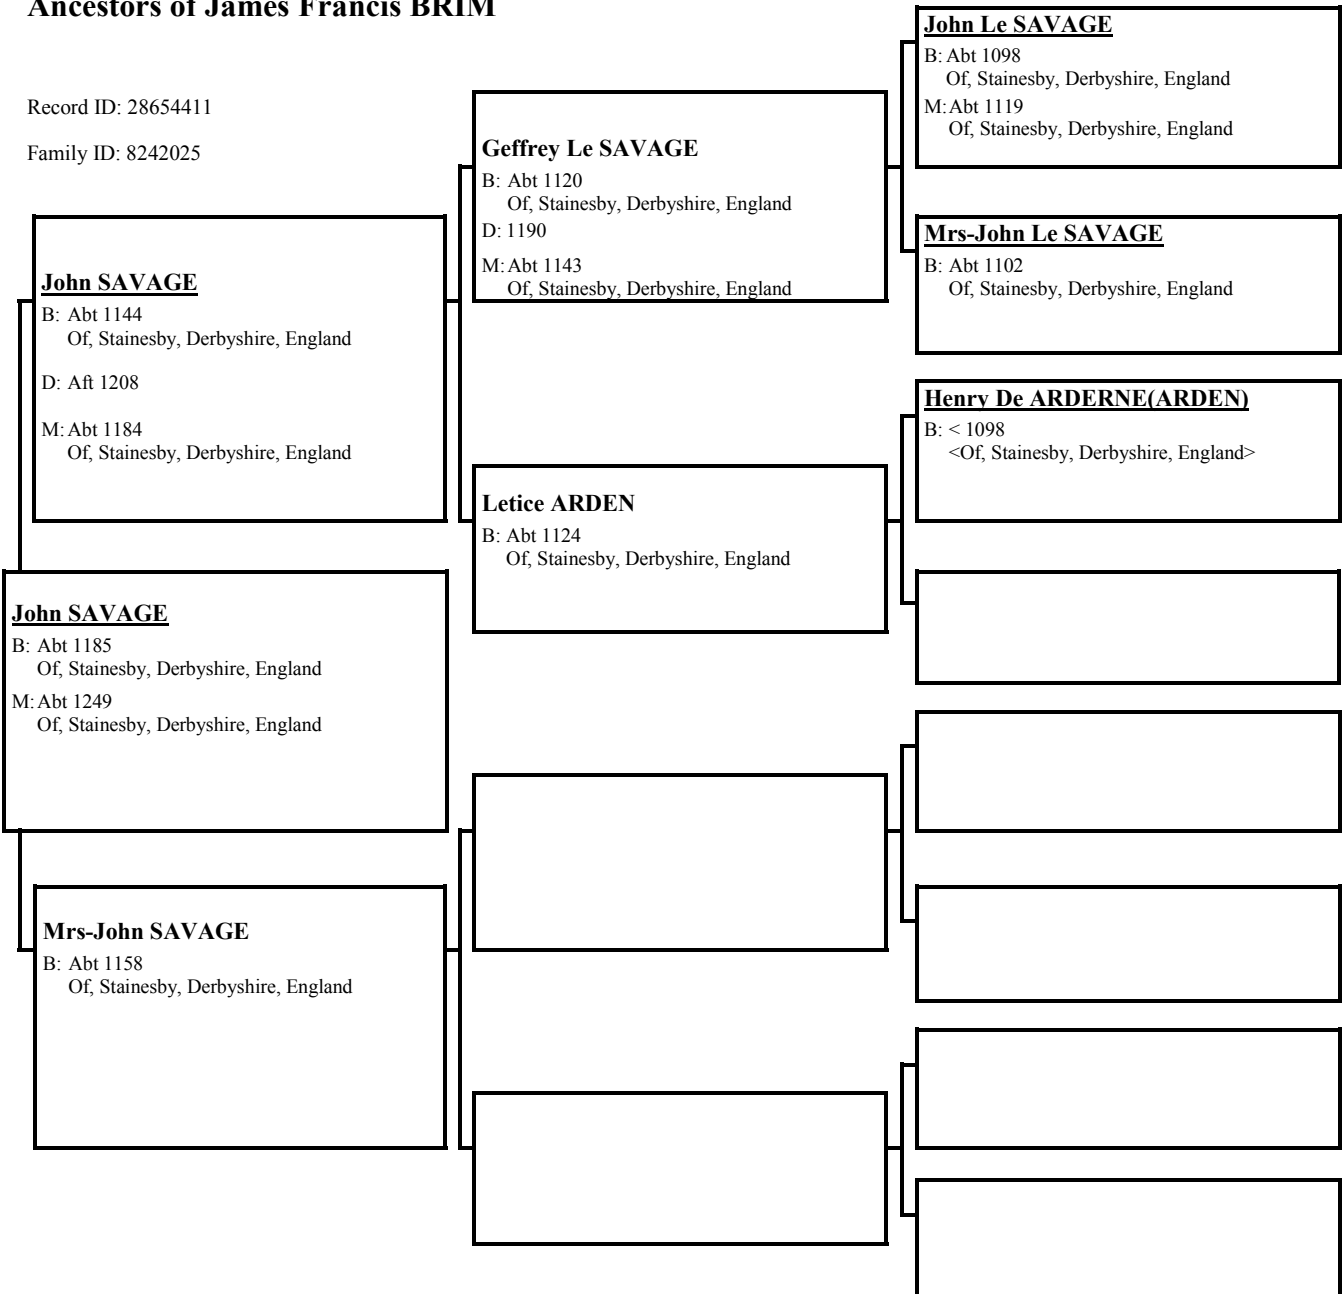 Ancestors of James Francis BRIM
Record ID: 28654411
Family ID: 8242025
John SAVAGE
B: Abt 1185
Of, Stainesby, Derbyshire, England
M: Abt 1249
Of, Stainesby, Derbyshire, England
John SAVAGE
B: Abt 1144
Of, Stainesby, Derbyshire, England
D: Aft 1208
M: Abt 1184
Of, Stainesby, Derbyshire, England
Mrs-John SAVAGE
B: Abt 1158
Of, Stainesby, Derbyshire, England
Geffrey Le SAVAGE
B: Abt 1120
Of, Stainesby, Derbyshire, England
D: 1190
M: Abt 1143
Of, Stainesby, Derbyshire, England
Letice ARDEN
B: Abt 1124
Of, Stainesby, Derbyshire, England
John Le SAVAGE
B: Abt 1098
Of, Stainesby, Derbyshire, England
M: Abt 1119
Of, Stainesby, Derbyshire, England
Mrs-John Le SAVAGE
B: Abt 1102
Of, Stainesby, Derbyshire, England
Henry De ARDERNE(ARDEN)
B: < 1098
<Of, Stainesby, Derbyshire, England>